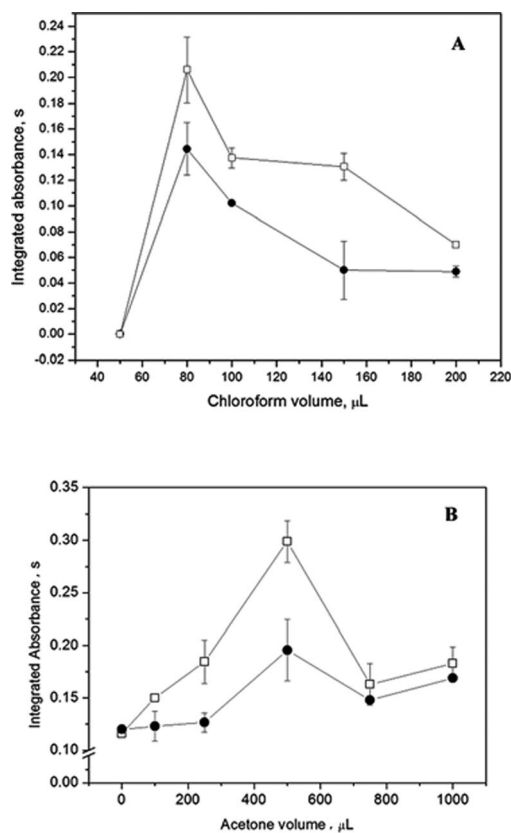 A
0.24
0.22
0.20
0.18
0.16
0.14
0.12
0.10
0.08
0.06
0.04
0.02
0.00
-0.02
Integrated absorbance, s
40 60 80 100 120 140 160 180 200 220
Chloroform volume, μL
B
0.35
0.30
0.25
0.20
0.15
0.10
0.00
Integrated Absorbance, s
0 200 400 600 800 1000
Acetone volume, μL